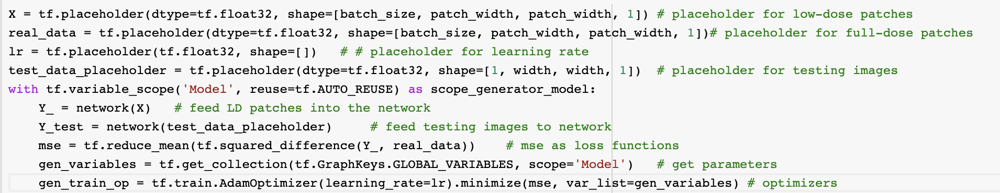 X = tf.placeholder(dtype=tf.float32, shape=[batch_size, patch_width, patch_width, 1]) # placeholder for low-dose patches
real_data = tf.placeholder(dtype=tf.float32, shape=[batch_size, patch_width, patch_width, 1])# placeholder for full-dose patches
lr = tf.placeholder(tf.float32, shape=[])   # # placeholder for learning rate
test_data_placeholder = tf.placeholder(dtype=tf.float32, shape=[1, width, width, 1])  # placeholder for testing images
with tf.variable_scope('Model', reuse=tf.AUTO_REUSE) as scope_generator_model:
    Y_ = network(X)   # feed LD patches into the network
    Y_test = network(test_data_placeholder)     # feed testing images to network
    mse = tf.reduce_mean(tf.squared_difference(Y_, real_data))    # mse as loss functions
    gen_variables = tf.get_collection(tf.GraphKeys.GLOBAL_VARIABLES, scope='Model')   # get parameters
    gen_train_op = tf.train.AdamOptimizer(learning_rate=lr).minimize(mse, var_list=gen_variables) # optimizers